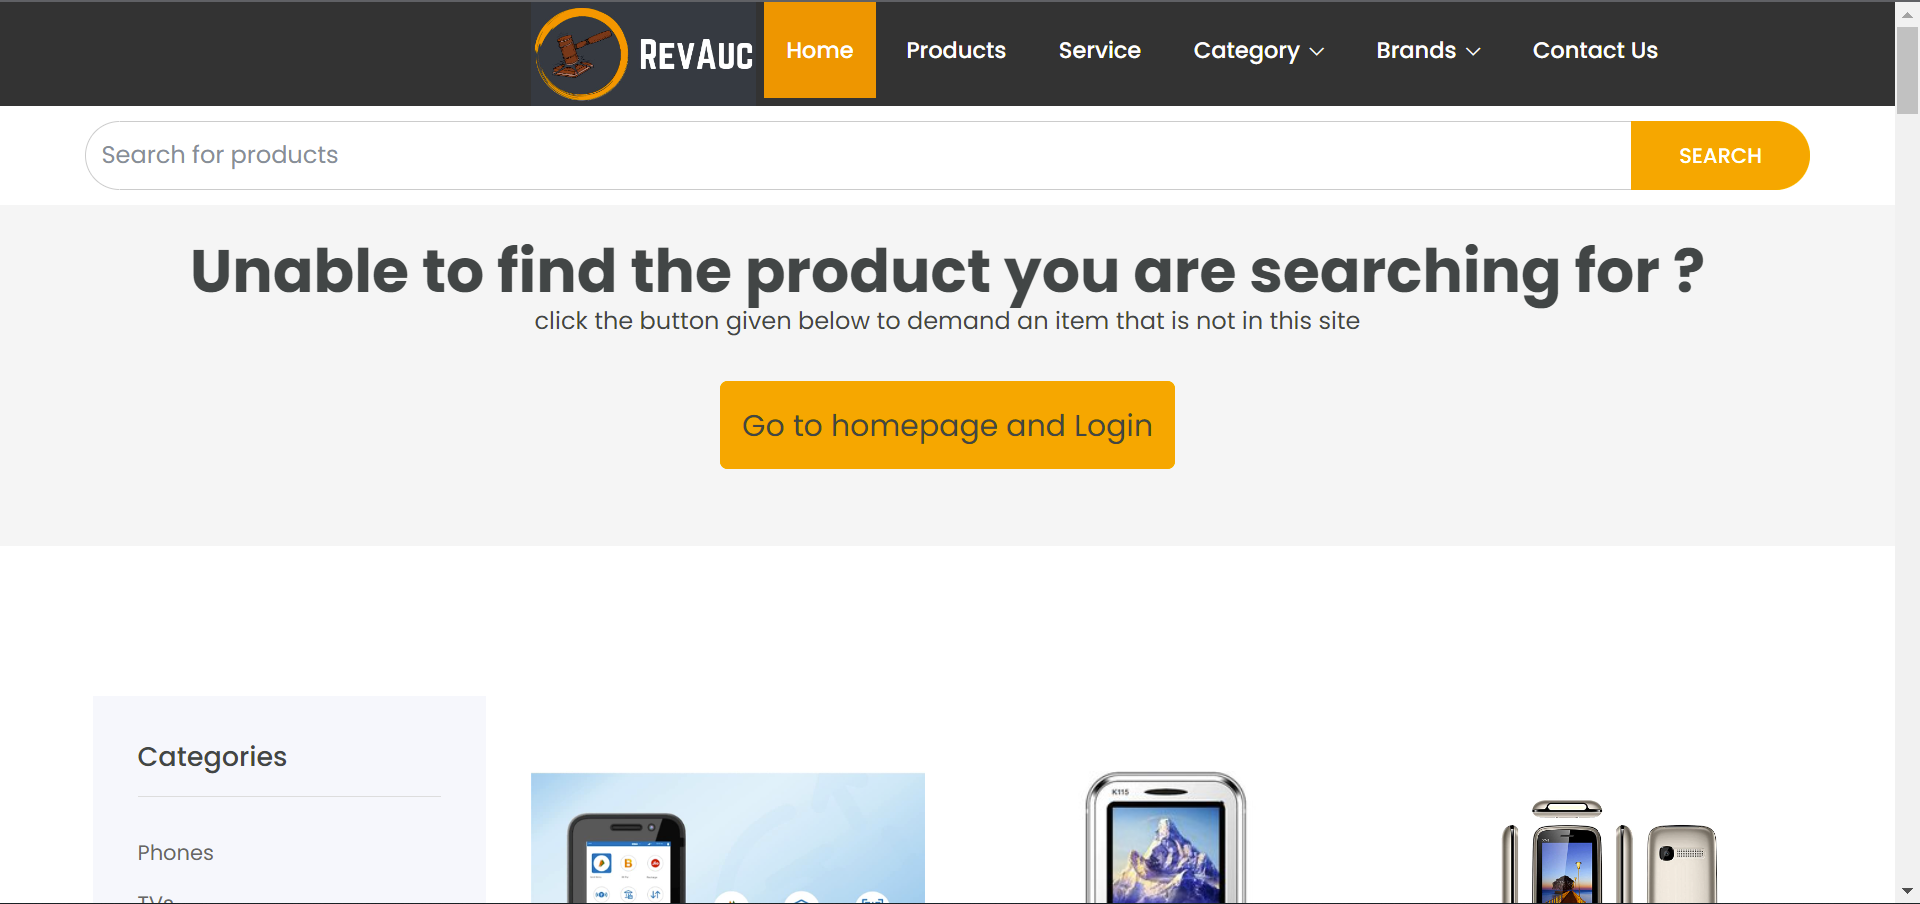 RevAuc
Home
Products
Service
Category
Brands
Contact Us
Search for products
SEARCH
Unable to find the product you are searching for ?
click the button given below to demand an item that is not in this site
Go to homepage and Login
Categories
Phones
TVs
K115